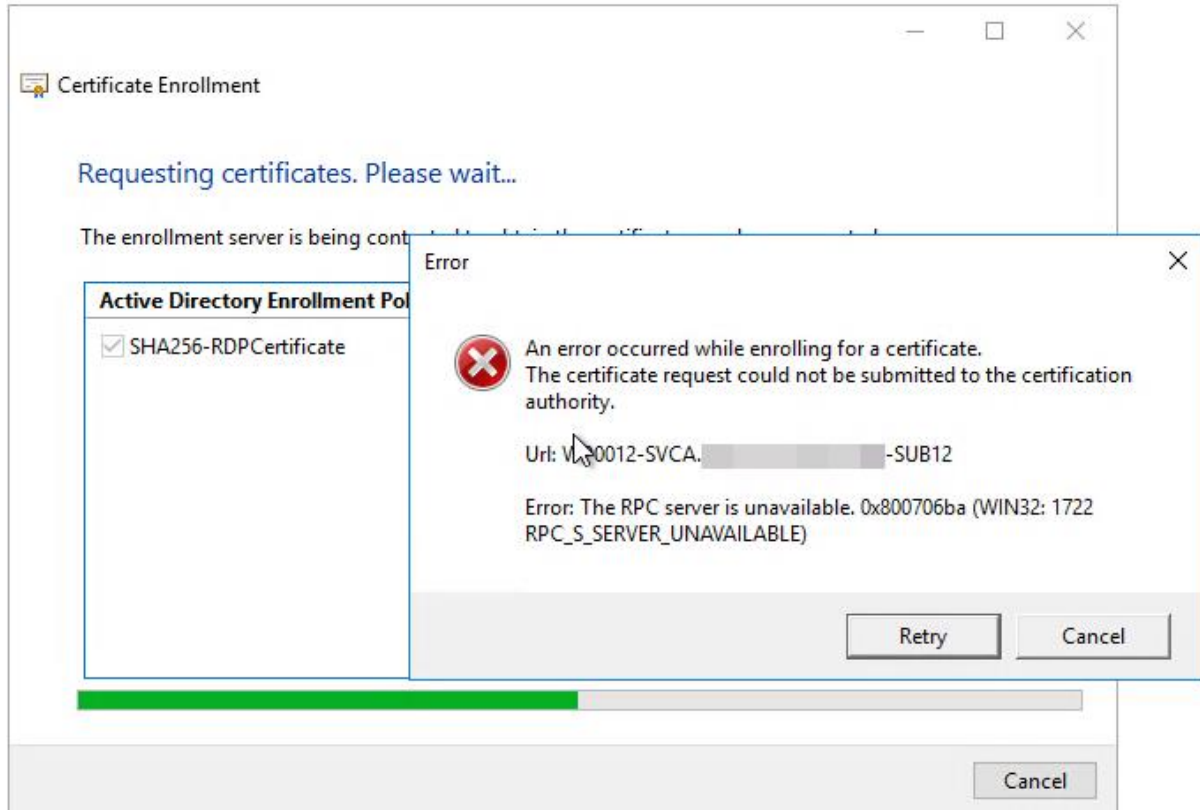 Certificate Enrollment
Requesting certificates. Please wait...
The enrollment server is being
Active Directory Enrollment
SHA256-RDPCertificate
Error
An error occurred while enrolling for a certificate.
The certificate request could not be submitted to the certification
authority.
Url: 0012-SVCA. -SUB12
Error: The RPC server is unavailable. 0x800706ba (WIN32: 1722
RPC_S_SERVER_UNAVAILABLE)
Retry
Cancel
Cancel